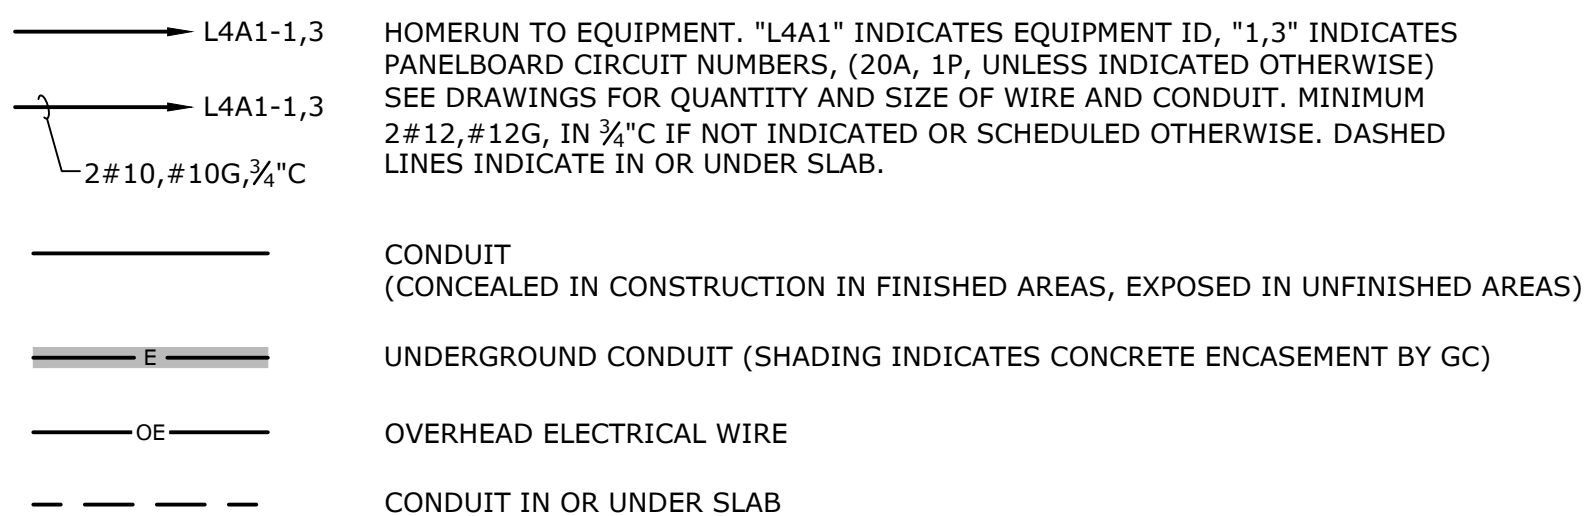 L4A1-1,3
HOMERUN TO EQUIPMENT. "L4A1" INDICATES EQUIPMENT ID, "1,3" INDICATES
PANELBOARD CIRCUIT NUMBERS, (20A, 1P, UNLESS INDICATED OTHERWISE)
L4A1-1,3
SEE DRAWINGS FOR QUANTITY AND SIZE OF WIRE AND CONDUIT. MINIMUM
2#12,#12G, IN ¾"C IF NOT INDICATED OR SCHEDULED OTHERWISE. DASHED
LINES INDICATE IN OR UNDER SLAB.
2#10,#10G,¾"C
CONDUIT
(CONCEALED IN CONSTRUCTION IN FINISHED AREAS, EXPOSED IN UNFINISHED AREAS)
E
UNDERGROUND CONDUIT (SHADING INDICATES CONCRETE ENCASEMENT BY GC)
OE
OVERHEAD ELECTRICAL WIRE
CONDUIT IN OR UNDER SLAB